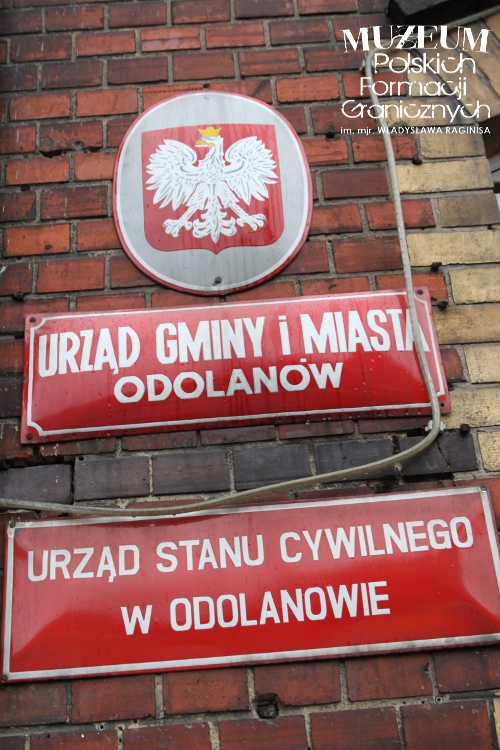 MUZEUM
Polskich
Formacji
Granicznych
im. mjr. WŁADYSŁAWA RAGINISA
URZĄD GMINY i MIASTA
ODOLANÓW
URZĄD STANU CYWILNEGO
W ODOLANOWIE